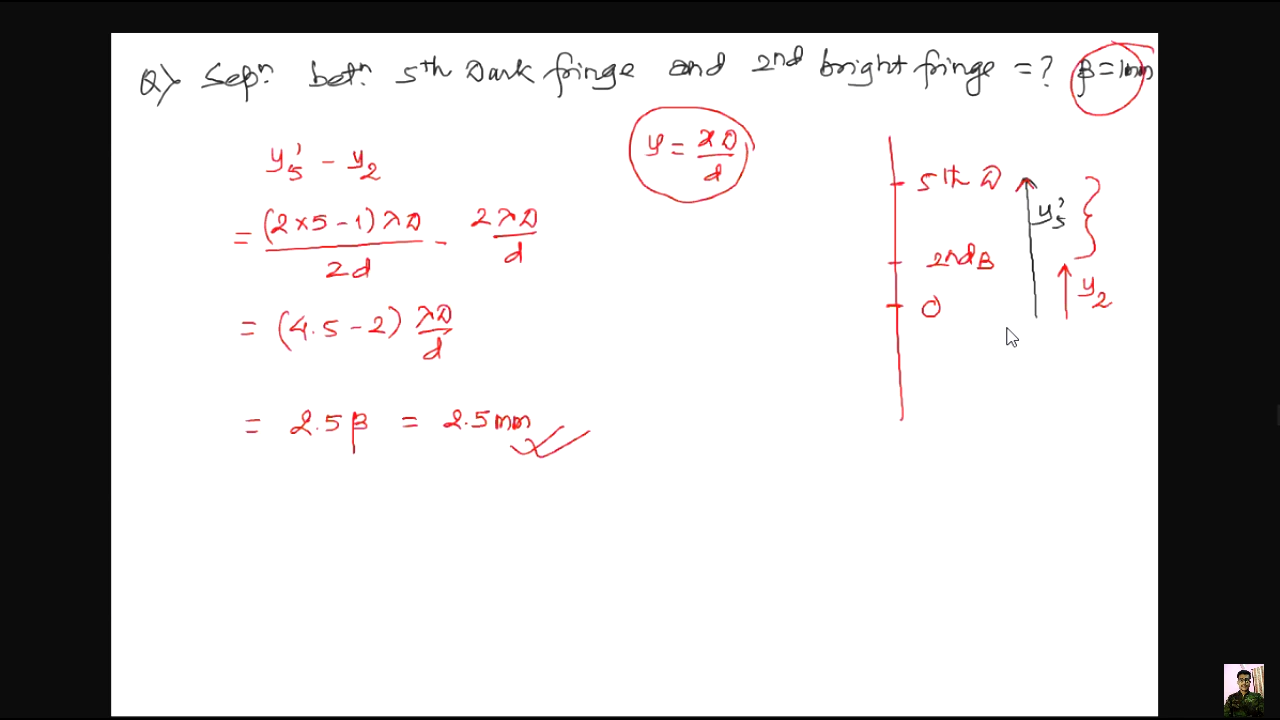 Q) Sepⁿ betⁿ 5th Dark fringe and 2nd bright fringe = ? β = 1mm
y₅' - y₂
y = λD/d
= (2×5-1)λD/2d - 2λD/d
= (4.5-2) λD/d
= 2.5β = 2.5mm
5th D
y₅'
2nd B
y₂
O